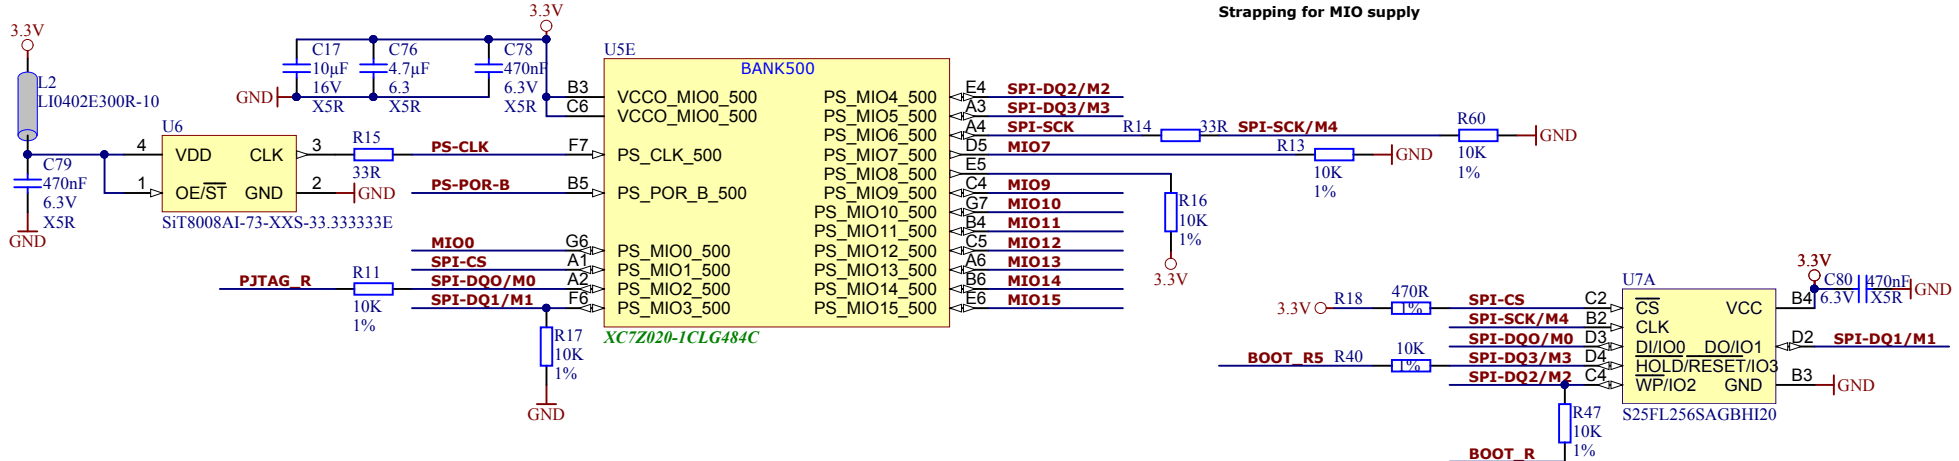 Strapping for MIO supply
3.3V
L2
LI0402E300R-10
C79
470nF
6.3V
X5R
GND
U6
4 VDD CLK 3
1 OE/ST GND 2
SiT8008AI-73-XXS-33.333333E
GND
R15
33R
PS-CLK
PS-POR-B
3.3V
C17
10µF
16V
X5R
C76
4.7µF
6.3
X5R
C78
470nF
6.3V
X5R
GND
U5E
BANK500
B3 VCCO_MIO0_500
C6 VCCO_MIO0_500
F7 PS_CLK_500
B5 PS_POR_B_500
MIO0 G6 PS_MIO0_500
SPI-CS A1 PS_MIO1_500
PJTAG_R R11 SPI-DQO/M0 A2 PS_MIO2_500
10K
1%
SPI-DQ1/M1 F6 PS_MIO3_500
R17
10K
1%
GND
XC7Z020-1CLG484C
PS_MIO4_500 E4 SPI-DQ2/M2
PS_MIO5_500 A3 SPI-DQ3/M3
PS_MIO6_500 A4 SPI-SCK R14 33R SPI-SCK/M4 R60 GND
10K
1%
PS_MIO7_500 D5 MIO7 R13 GND
10K
1%
PS_MIO8_500 E5
PS_MIO9_500 C4 MIO9
PS_MIO10_500 G7 MIO10
PS_MIO11_500 B4 MIO11
PS_MIO12_500 C5 MIO12
PS_MIO13_500 A6 MIO13
PS_MIO14_500 B6 MIO14
PS_MIO15_500 E6 MIO15
R16
10K
1%
3.3V
U7A
3.3V R18 470R 1% SPI-CS C2 CS VCC B4
SPI-SCK/M4 B2 CLK
SPI-DQO/M0 D3 DI/IO0 DO/IO1 D2 SPI-DQ1/M1
BOOT_R5 R40 10K 1% SPI-DQ3/M3 D4 HOLD/RESET/IO3
SPI-DQ2/M2 C4 WP/IO2 GND B3 GND
S25FL256SAGBHI20
3.3V
C80 470nF
6.3V X5R
GND
R47
10K
1%
BOOT_R